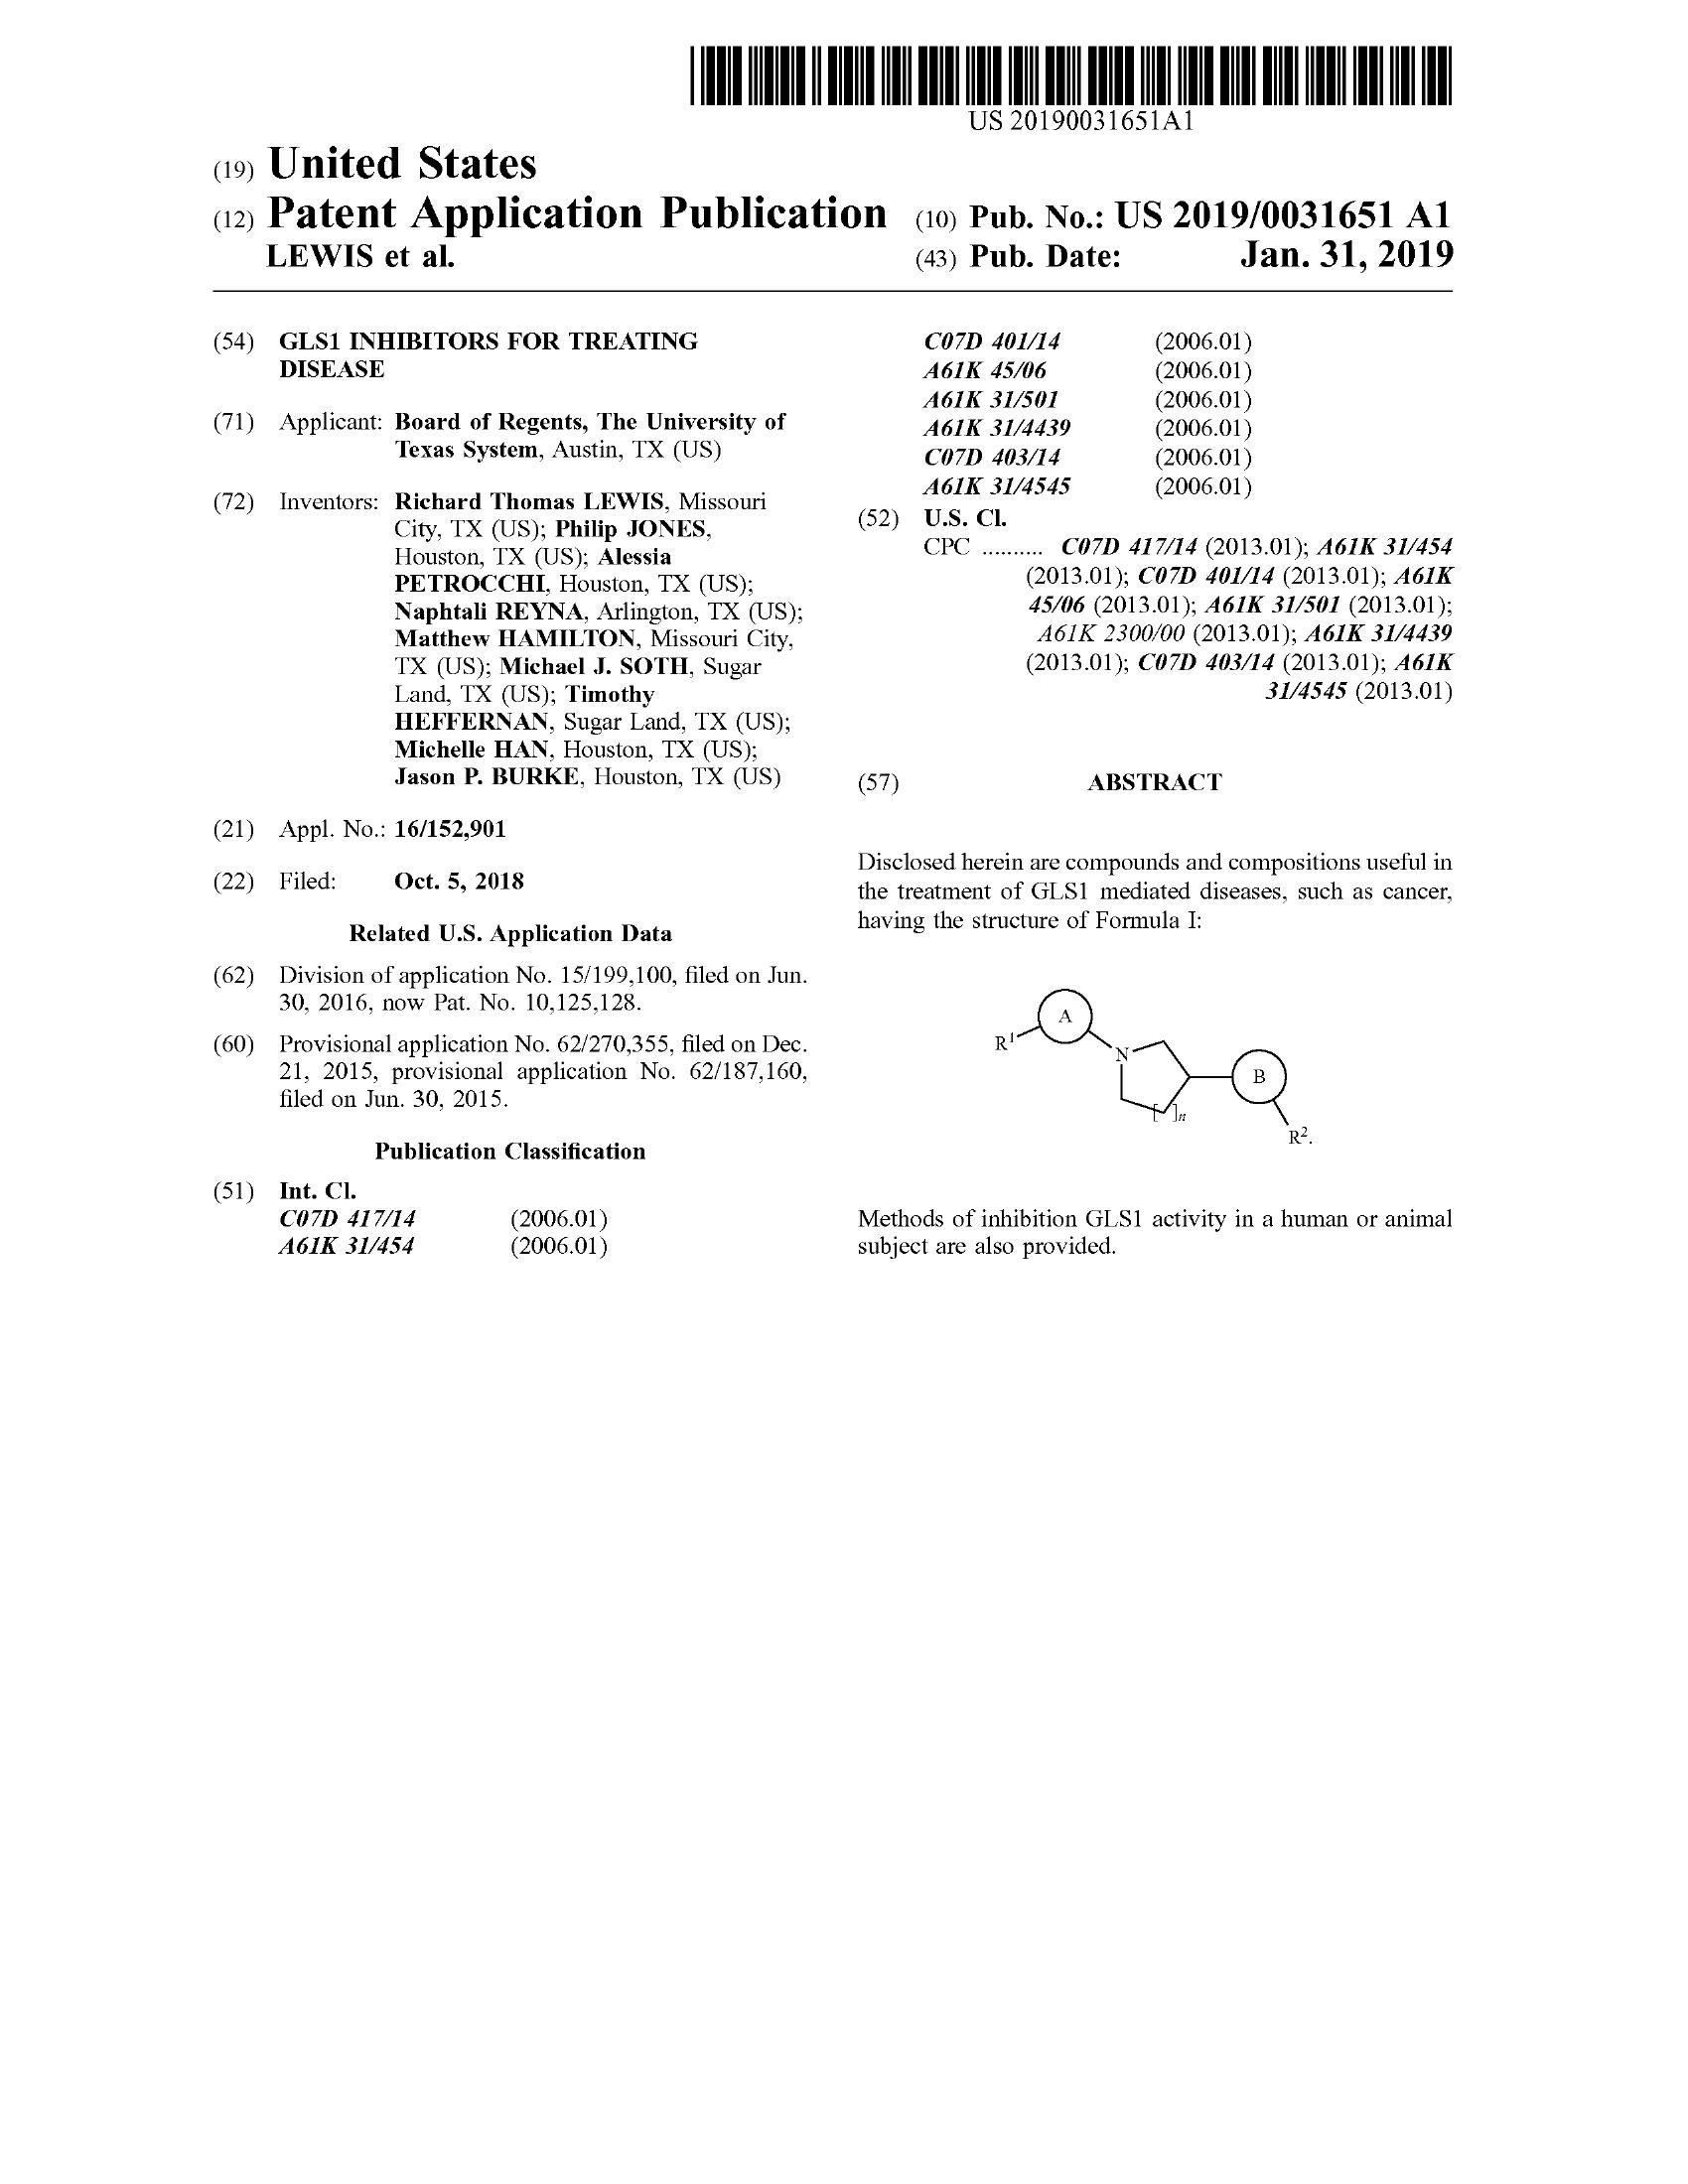 US 20190031651A1
(19) United States
(12) Patent Application Publication (10) Pub. No.: US 2019/0031651 A1
LEWIS et al. (43) Pub. Date: Jan. 31, 2019
(54) GLS1 INHIBITORS FOR TREATING
DISEASE
(71) Applicant: Board of Regents, The University of
Texas System, Austin, TX (US)
(72) Inventors: Richard Thomas LEWIS, Missouri
City, TX (US); Philip JONES,
Houston, TX (US); Alessia
PETROCCHI, Houston, TX (US);
Naphtali REYNA, Arlington, TX (US);
Matthew HAMILTON, Missouri City,
TX (US); Michael J. SOTH, Sugar
Land, TX (US); Timothy
HEFFERNAN, Sugar Land, TX (US);
Michelle HAN, Houston, TX (US);
Jason P. BURKE, Houston, TX (US)
(21) Appl. No.: 16/152,901
(22) Filed: Oct. 5, 2018
Related U.S. Application Data
(62) Division of application No. 15/199,100, filed on Jun.
30, 2016, now Pat. No. 10,125,128.
(60) Provisional application No. 62/270,355, filed on Dec.
21, 2015, provisional application No. 62/187,160,
filed on Jun. 30, 2015.
Publication Classification
(51) Int. Cl.
C07D 417/14 (2006.01)
A61K 31/454 (2006.01)
C07D 401/14 (2006.01)
A61K 45/06 (2006.01)
A61K 31/501 (2006.01)
A61K 31/4439 (2006.01)
C07D 403/14 (2006.01)
A61K 31/4545 (2006.01)
(52) U.S. Cl.
CPC .......... C07D 417/14 (2013.01); A61K 31/454
(2013.01); C07D 401/14 (2013.01); A61K
45/06 (2013.01); A61K 31/501 (2013.01);
A61K 2300/00 (2013.01); A61K 31/4439
(2013.01); C07D 403/14 (2013.01); A61K
31/4545 (2013.01)
(57) ABSTRACT
Disclosed herein are compounds and compositions useful in
the treatment of GLS1 mediated diseases, such as cancer,
having the structure of Formula I:
A
R¹
N
B
[ ]n
R².
Methods of inhibition GLS1 activity in a human or animal
subject are also provided.